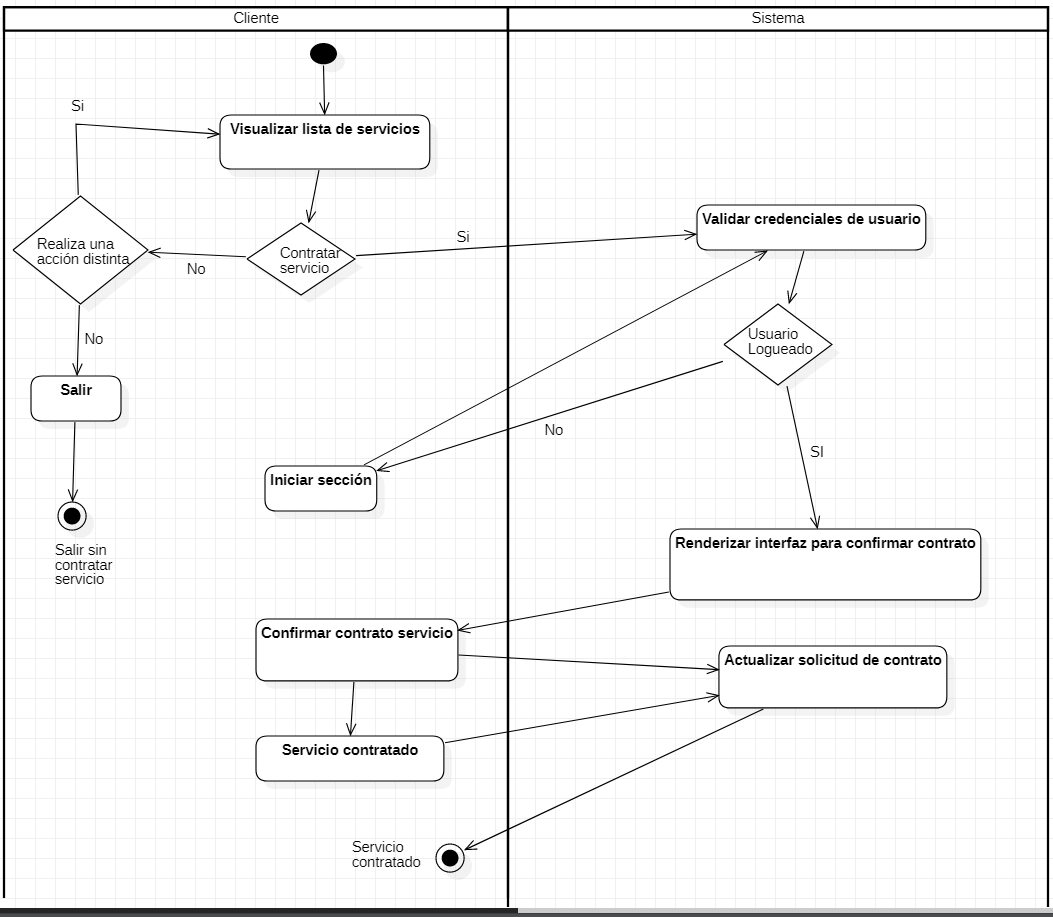 Cliente
Sistema
Si
Visualizar lista de servicios
Validar credenciales de usuario
Realiza una
acción distinta
Contratar
servicio
Si
No
Usuario
Logueado
No
Salir
No
SI
Iniciar sección
Salir sin
contratar
servicio
Renderizar interfaz para confirmar contrato
Confirmar contrato servicio
Actualizar solicitud de contrato
Servicio contratado
Servicio
contratado